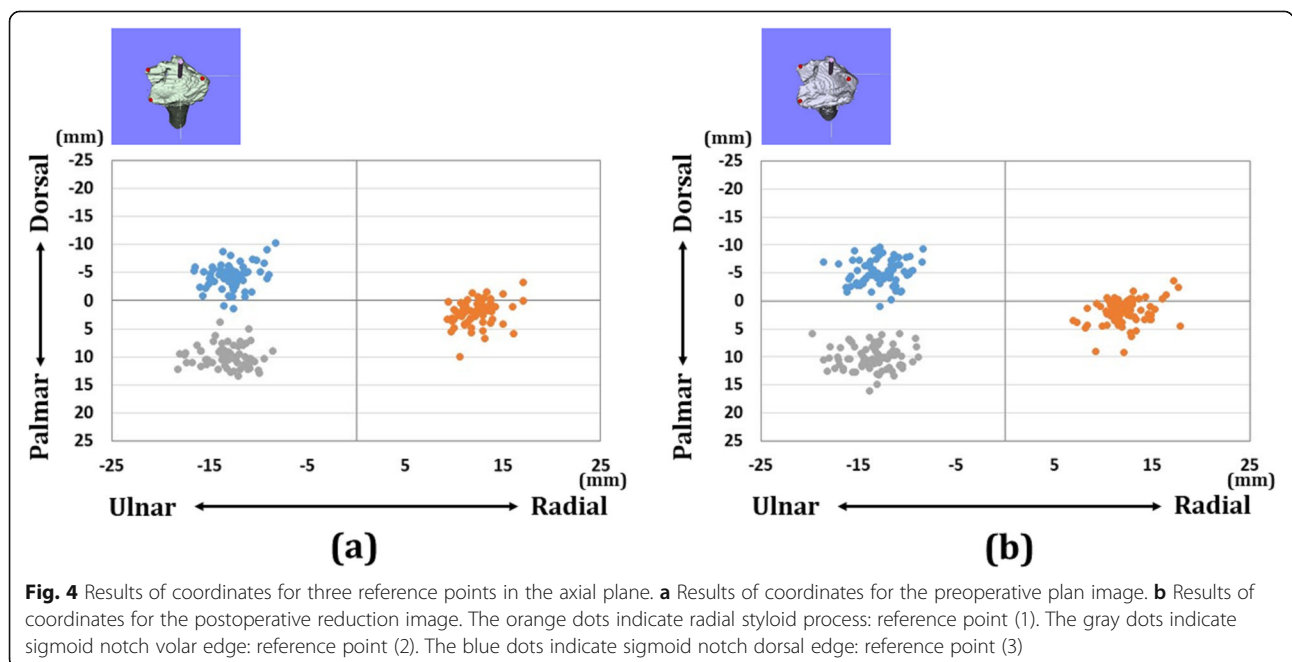 (mm)
-25
-20
-15
-10
-5
0
5
10
15
20
25
Dorsal
Palmar
-25 -15 -5 5 15 25
(mm)
Ulnar Radial
(a)
(mm)
-25
-20
-15
-10
-5
0
5
10
15
20
25
Dorsal
Palmar
-25 -15 -5 5 15 25
(mm)
Ulnar Radial
(b)
Fig. 4 Results of coordinates for three reference points in the axial plane. a Results of coordinates for the preoperative plan image. b Results of
coordinates for the postoperative reduction image. The orange dots indicate radial styloid process: reference point (1). The gray dots indicate
sigmoid notch volar edge: reference point (2). The blue dots indicate sigmoid notch dorsal edge: reference point (3)